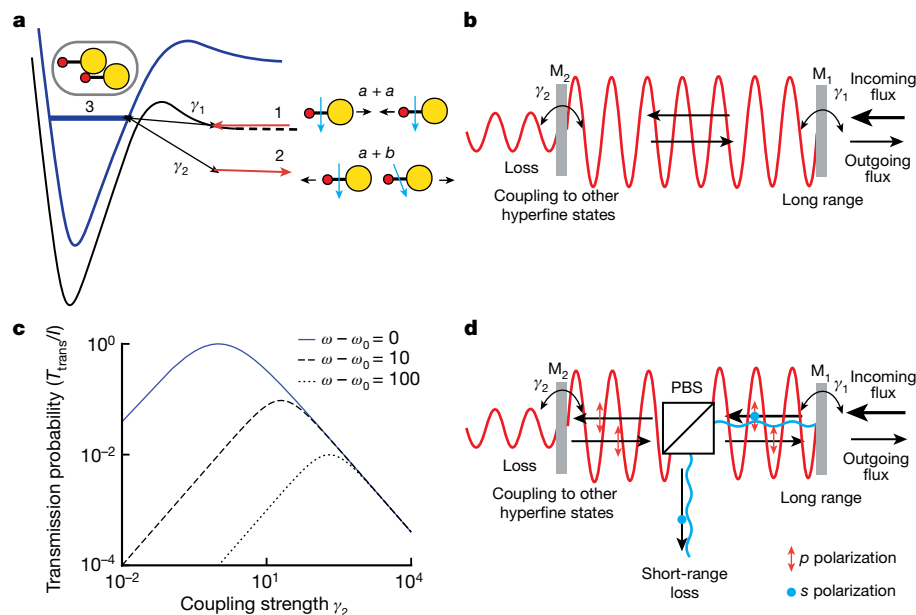 a
3
γ1
1
a + a
γ2
2
a + b
b
M2
M1
γ2
γ1
Incoming
flux
Loss
Outgoing
flux
Coupling to other
hyperfine states
Long range
c
Transmission probability (Ttrans/I)
10^0
10^−2
10^−4
ω − ω0 = 0
ω − ω0 = 10
ω − ω0 = 100
10^−2
10^1
10^4
Coupling strength γ2
d
M2
PBS
M1
γ2
γ1
Incoming
flux
Loss
Outgoing
flux
Coupling to other
hyperfine states
Long range
Short-range
loss
p polarization
s polarization